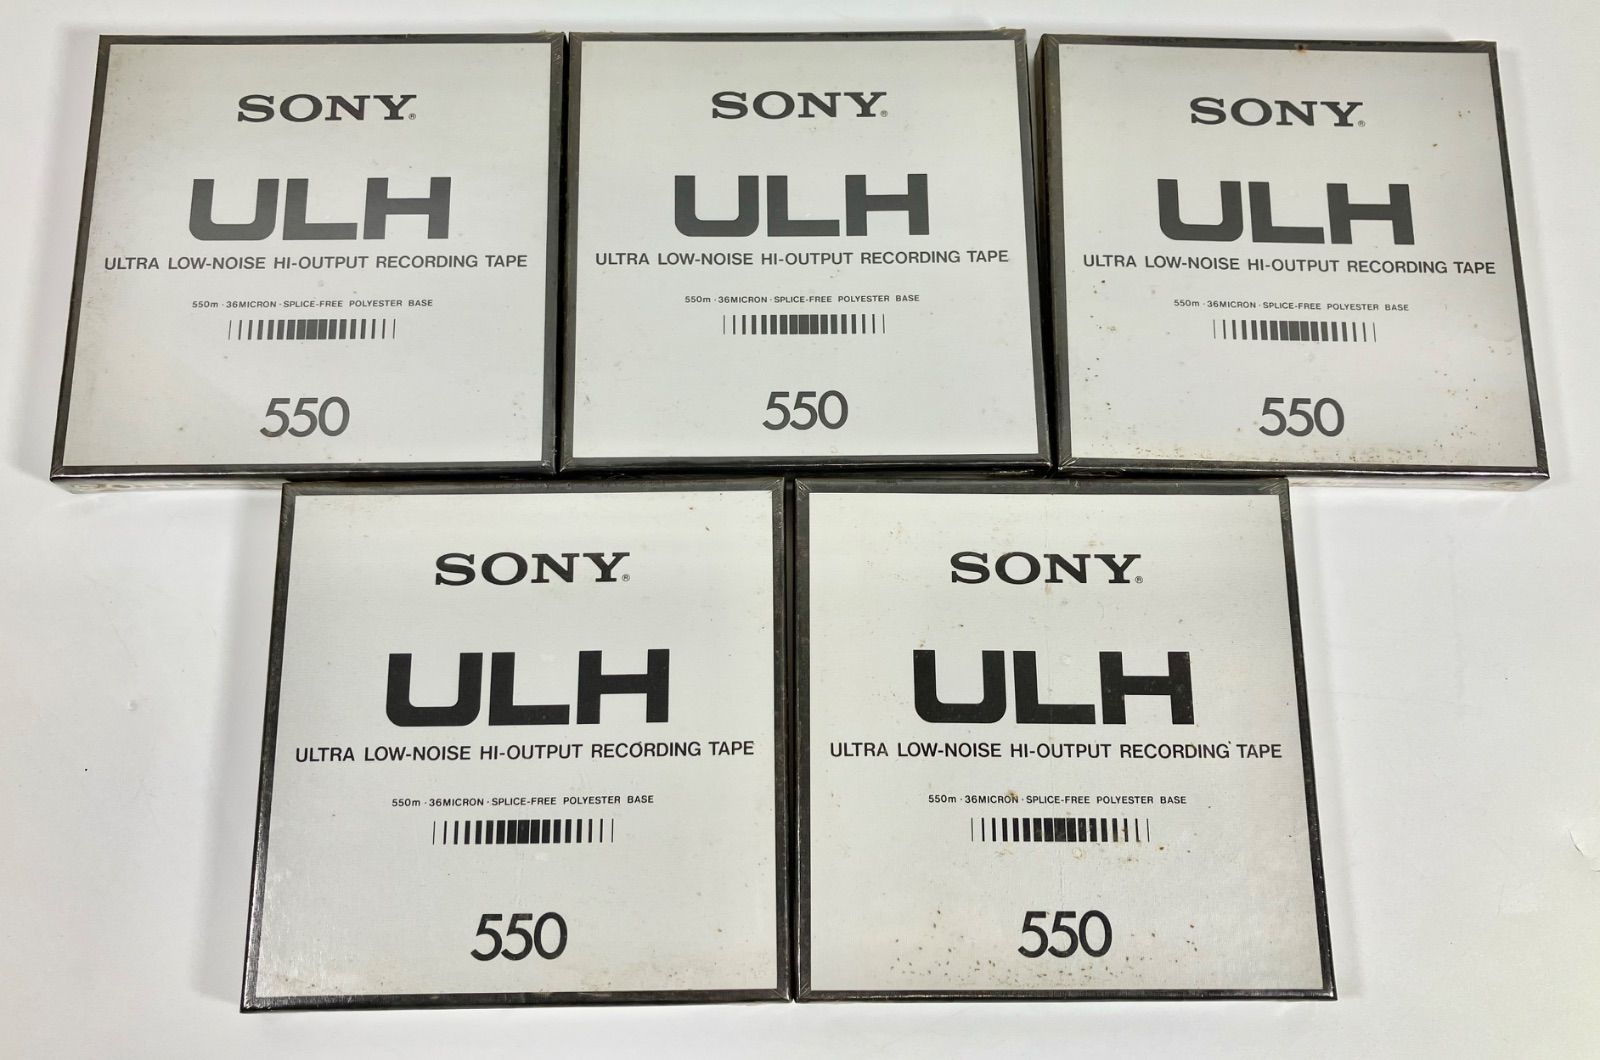 SONY®
ULH
ULTRA LOW-NOISE HI-OUTPUT RECORDING TAPE
550m · 36MICRON · SPLICE-FREE POLYESTER BASE
550
SONY®
ULH
ULTRA LOW-NOISE HI-OUTPUT RECORDING TAPE
550m · 36MICRON · SPLICE-FREE POLYESTER BASE
550
SONY®
ULH
ULTRA LOW-NOISE HI-OUTPUT RECORDING TAPE
550m · 36MICRON · SPLICE-FREE POLYESTER BASE
550
SONY®
ULH
ULTRA LOW-NOISE HI-OUTPUT RECORDING TAPE
550m · 36MICRON · SPLICE-FREE POLYESTER BASE
550
SONY®
ULH
ULTRA LOW-NOISE HI-OUTPUT RECORDING TAPE
550m · 36MICRON · SPLICE-FREE POLYESTER BASE
550